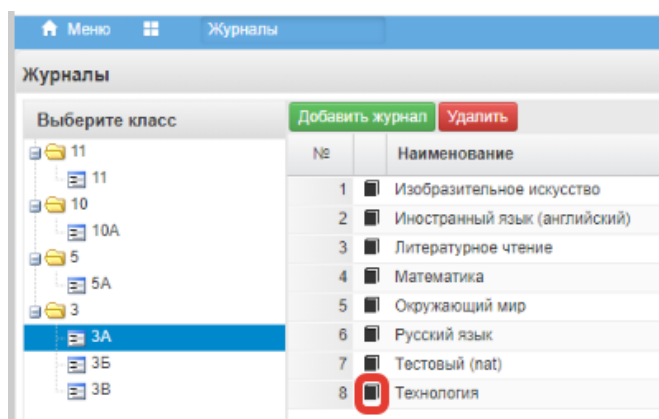 Меню Журналы
Журналы
Выберите класс
11
11
10
10А
5
5А
3
3А
3Б
3В
Добавить журнал Удалить
№ Наименование
1 Изобразительное искусство
2 Иностранный язык (английский)
3 Литературное чтение
4 Математика
5 Окружающий мир
6 Русский язык
7 Тестовый (nat)
8 Технология